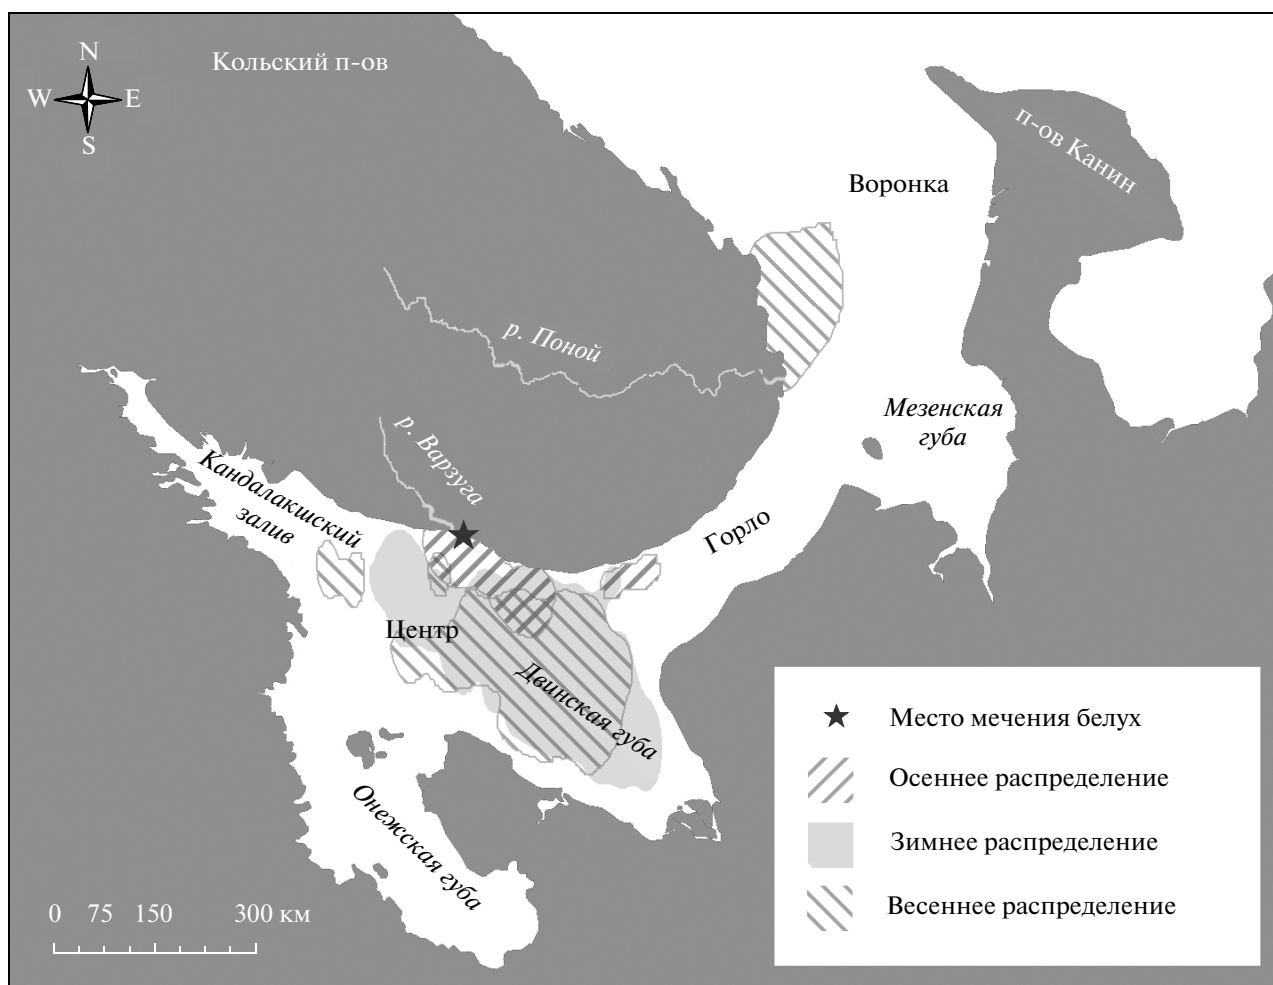 N
W
E
S
Кольский п-ов
п-ов Канин
Воронка
р. Поной
Мезенская
губа
р. Варзуга
Кандалакшский
залив
Горло
Центр
Двинская губа
Онежская губа
0 75 150 300 км
Место мечения белух
Осеннее распределение
Зимнее распределение
Весеннее распределение